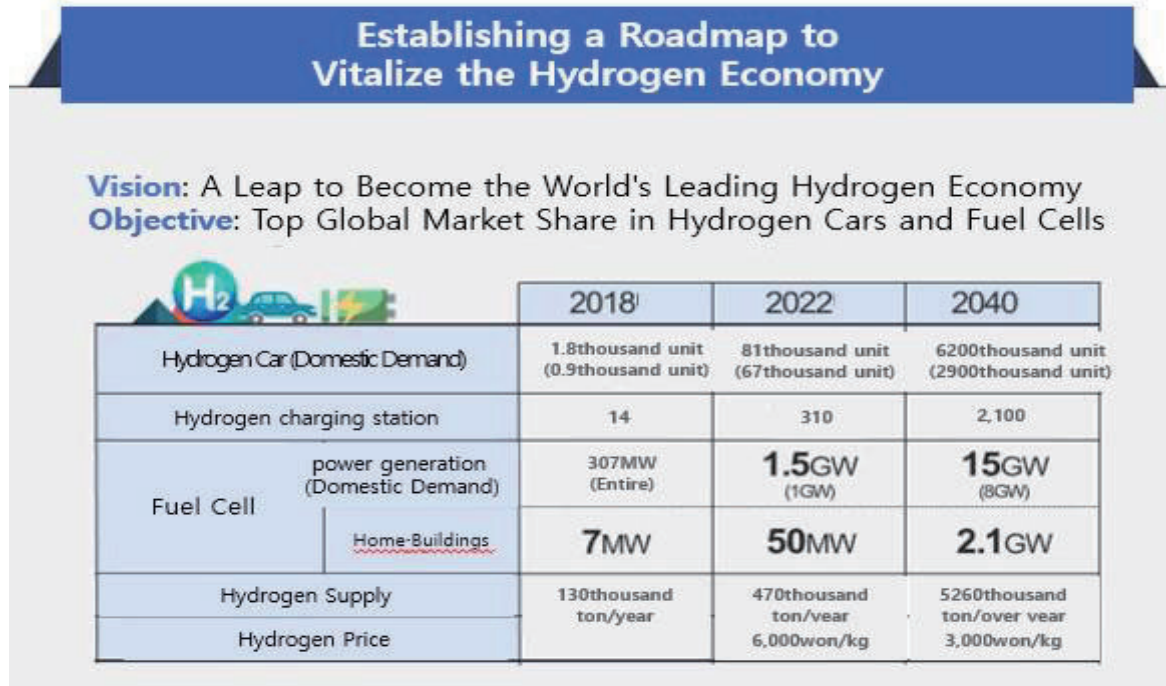 Establishing a Roadmap to
Vitalize the Hydrogen Economy
Vision: A Leap to Become the World's Leading Hydrogen Economy
Objective: Top Global Market Share in Hydrogen Cars and Fuel Cells
H2
2018 2022 2040
Hydrogen Car (Domestic Demand)
1.8thousand unit 81thousand unit 6200thousand unit
(0.9thousand unit) (67thousand unit) (2900thousand unit)
Hydrogen charging station 14 310 2,100
Fuel Cell
power generation 307MW 1.5GW 15GW
(Domestic Demand) (Entire) (1GW) (8GW)
Home-Buildings 7MW 50MW 2.1GW
Hydrogen Supply 130thousand 470thousand 5260thousand
ton/year ton/vear ton/over vear
Hydrogen Price 6,000won/kg 3,000won/kg